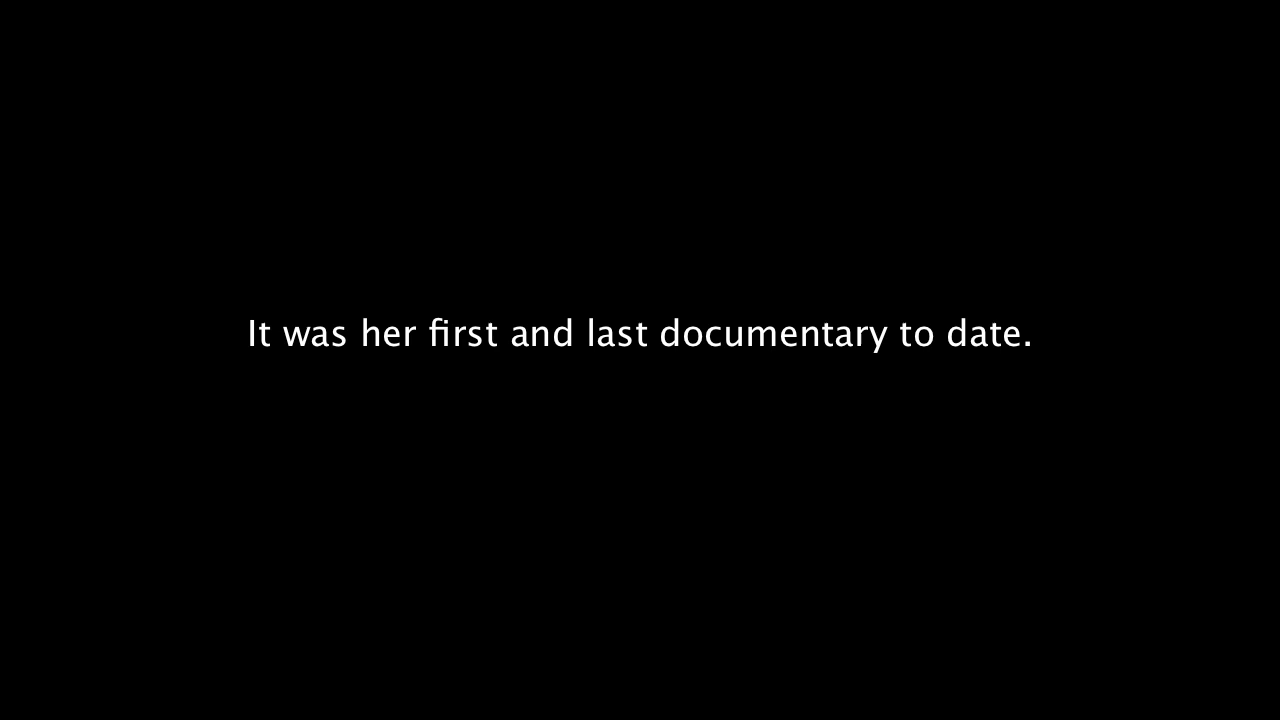 It was her first and last documentary to date.